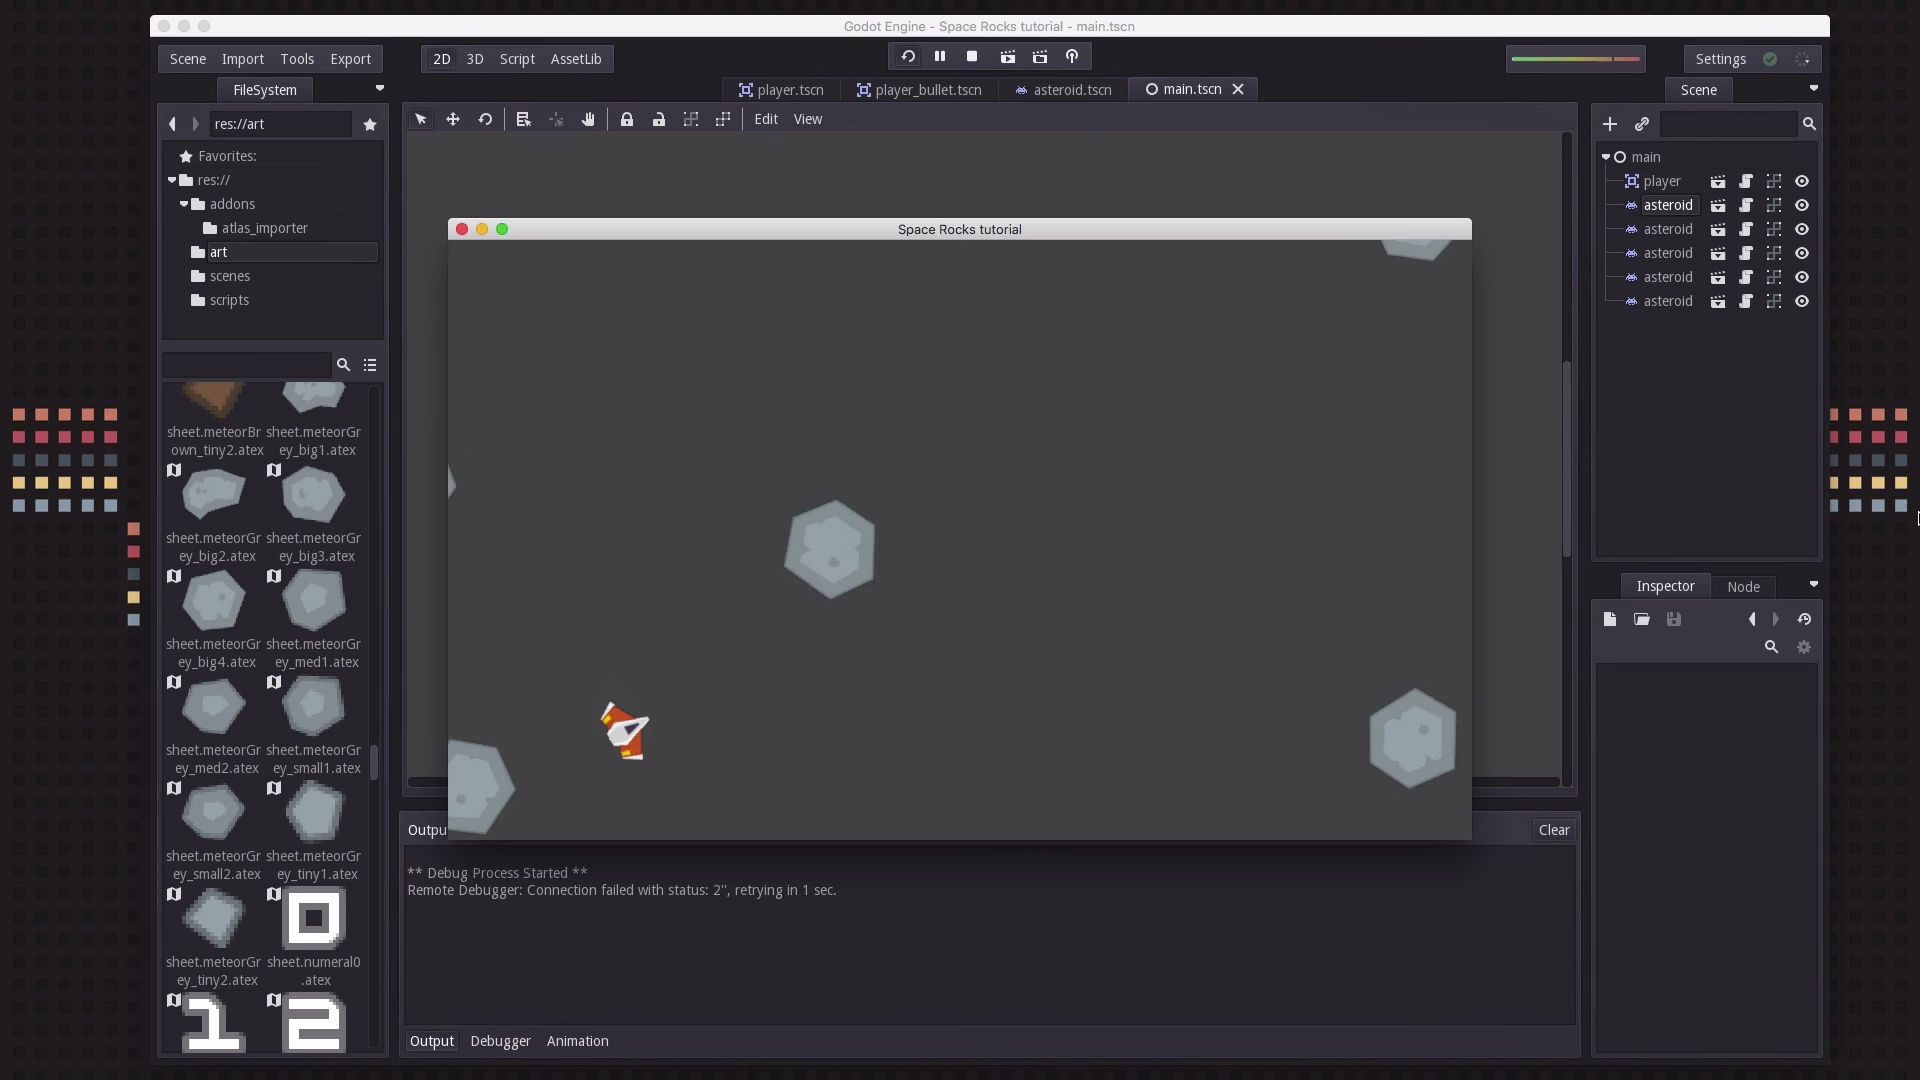 Godot Engine - Space Rocks tutorial - main.tscn
Scene Import Tools Export
2D 3D Script AssetLib
Settings
FileSystem
player.tscn
player_bullet.tscn
asteroid.tscn
main.tscn
Scene
res://art
Edit View
Favorites:
res://
addons
atlas_importer
art
scenes
scripts
main
player
asteroid
asteroid
asteroid
asteroid
asteroid
Space Rocks tutorial
sheet.meteorBr
own_tiny2.atex
sheet.meteorGr
ey_big1.atex
sheet.meteorGr
ey_big2.atex
sheet.meteorGr
ey_big3.atex
sheet.meteorGr
ey_big4.atex
sheet.meteorGr
ey_med1.atex
sheet.meteorGr
ey_med2.atex
sheet.meteorGr
ey_small1.atex
sheet.meteorGr
ey_small2.atex
sheet.meteorGr
ey_tiny1.atex
sheet.meteorGr
ey_tiny2.atex
sheet.numeral0
.atex
1 2
Inspector Node
Outpu
Clear
** Debug Process Started **
Remote Debugger: Connection failed with status: 2'', retrying in 1 sec.
Output Debugger Animation